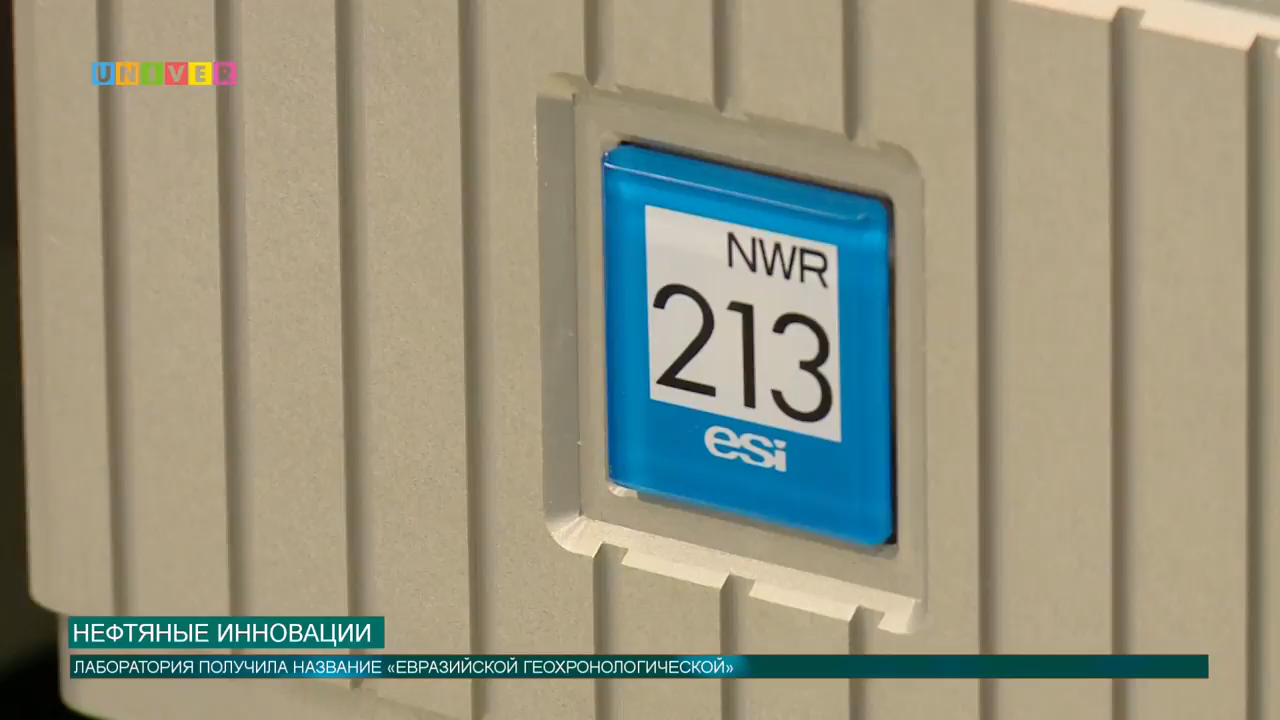 UNIVER
NWR
213
esi
НЕФТЯНЫЕ ИННОВАЦИИ
ЛАБОРАТОРИЯ ПОЛУЧИЛА НАЗВАНИЕ «ЕВРАЗИЙСКОЙ ГЕОХРОНОЛОГИЧЕСКОЙ»